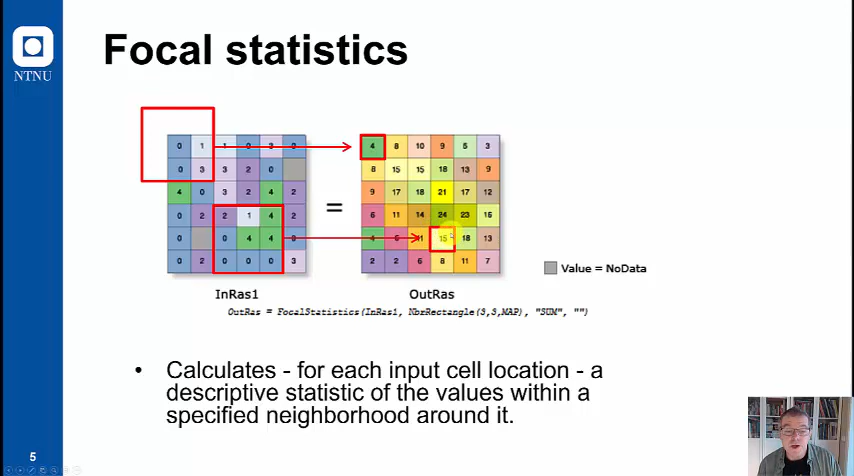 NTNU
Focal statistics
0 1 1 0 3 0
0 3 3 2 0
4 0 3 2 4 2
0 2 2 1 4 2
0 0 4 4 0
0 2 0 0 0 3
InRas1
=
4 8 10 9 5 3
8 15 15 18 13 9
9 17 18 21 17 12
6 11 14 24 23 16
4 6 11 15 18 13
2 2 6 8 11 7
OutRas
Value = NoData
OutRas = FocalStatistics(InRas1, NbrRectangle(3,3,MAP), "SUM", "")
• Calculates - for each input cell location - a
descriptive statistic of the values within a
specified neighborhood around it.
5